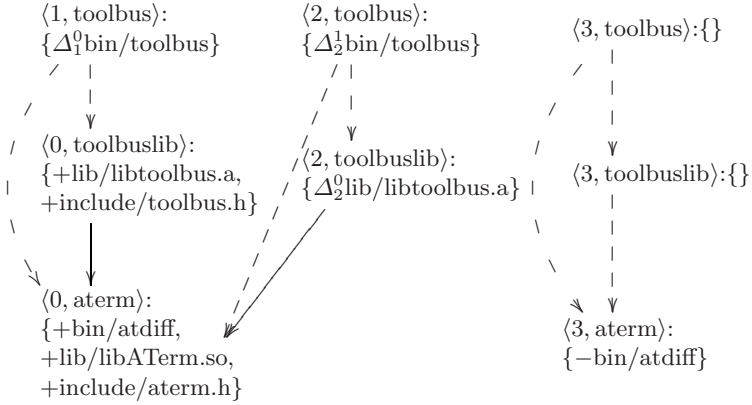 ⟨1, toolbus⟩:
{Δ₁⁰bin/toolbus}
⟨2, toolbus⟩:
{Δ₂¹bin/toolbus}
⟨3, toolbus⟩:{}
⟨0, toolbuslib⟩:
{+lib/libtoolbus.a,
+include/toolbus.h}
⟨2, toolbuslib⟩:
{Δ₂⁰lib/libtoolbus.a}
⟨3, toolbuslib⟩:{}
⟨0, aterm⟩:
{+bin/atdiff,
+lib/libATerm.so,
+include/aterm.h}
⟨3, aterm⟩:
{−bin/atdiff}